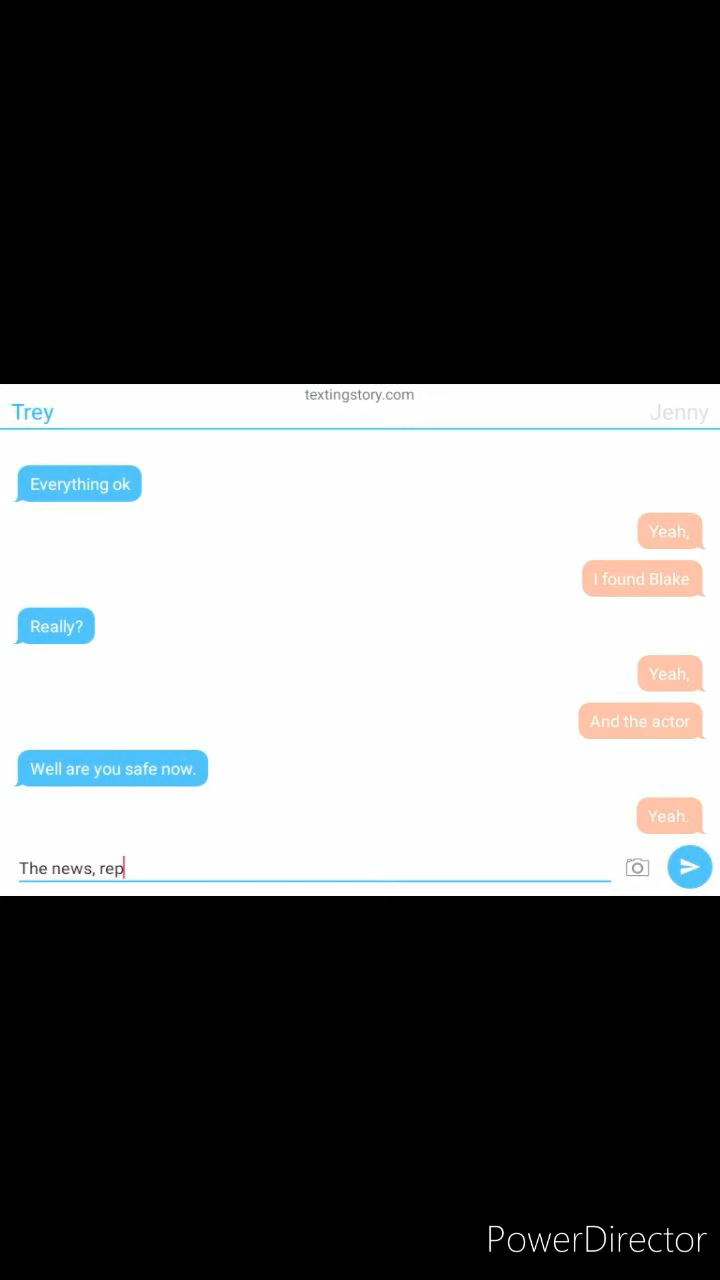 textingstory.com
Trey
Jenny
Everything ok
Yeah,
I found Blake
Really?
Yeah,
And the actor
Well are you safe now.
Yeah.
The news, rep
PowerDirector